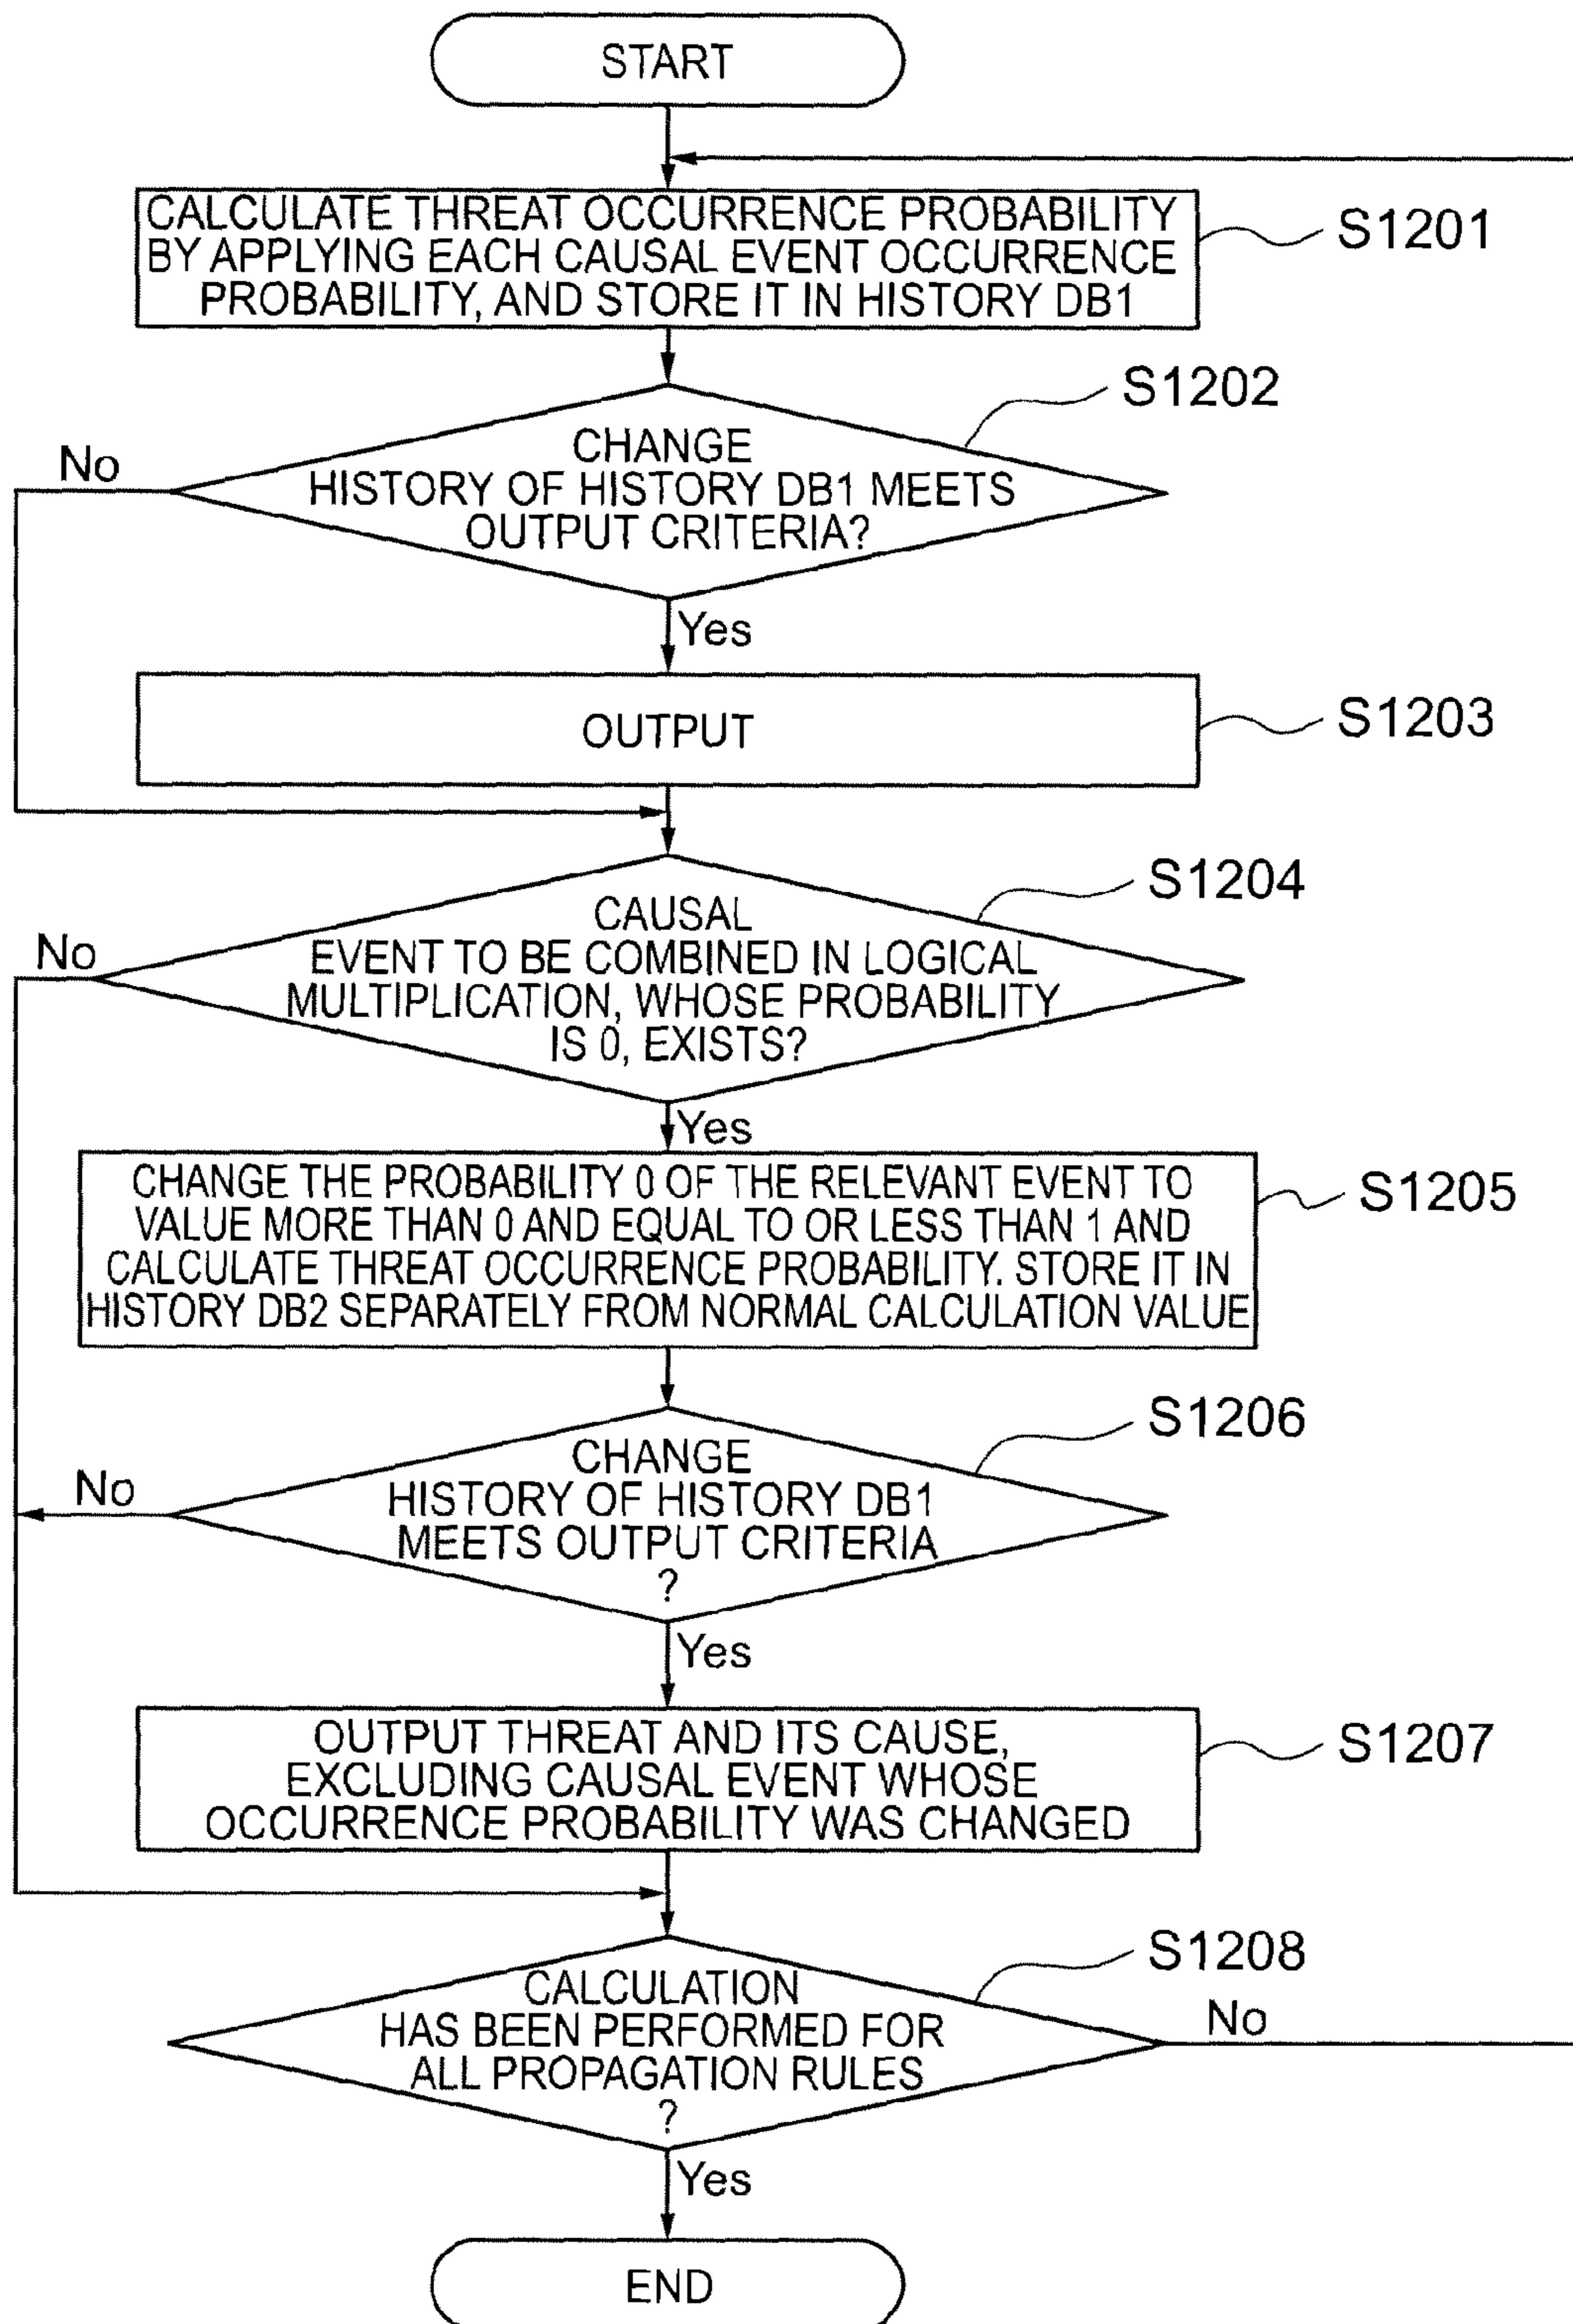 START
CALCULATE THREAT OCCURRENCE PROBABILITY
BY APPLYING EACH CAUSAL EVENT OCCURRENCE
PROBABILITY, AND STORE IT IN HISTORY DB1
S1201
S1202
CHANGE
HISTORY OF HISTORY DB1 MEETS
OUTPUT CRITERIA?
No
Yes
OUTPUT
S1203
S1204
CAUSAL
EVENT TO BE COMBINED IN LOGICAL
MULTIPLICATION, WHOSE PROBABILITY
IS 0, EXISTS?
No
Yes
CHANGE THE PROBABILITY 0 OF THE RELEVANT EVENT TO
VALUE MORE THAN 0 AND EQUAL TO OR LESS THAN 1 AND
CALCULATE THREAT OCCURRENCE PROBABILITY. STORE IT IN
HISTORY DB2 SEPARATELY FROM NORMAL CALCULATION VALUE
S1205
S1206
CHANGE
HISTORY OF HISTORY DB1
MEETS OUTPUT CRITERIA
?
No
Yes
OUTPUT THREAT AND ITS CAUSE,
EXCLUDING CAUSAL EVENT WHOSE
OCCURRENCE PROBABILITY WAS CHANGED
S1207
S1208
CALCULATION
HAS BEEN PERFORMED FOR
ALL PROPAGATION RULES
?
No
Yes
END